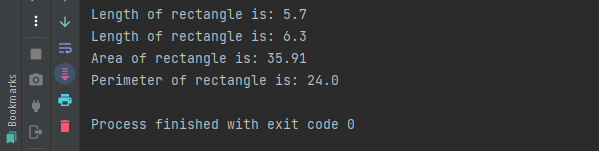 Length of rectangle is: 5.7
Length of rectangle is: 6.3
Area of rectangle is: 35.91
Perimeter of rectangle is: 24.0
Process finished with exit code 0
Bookmarks